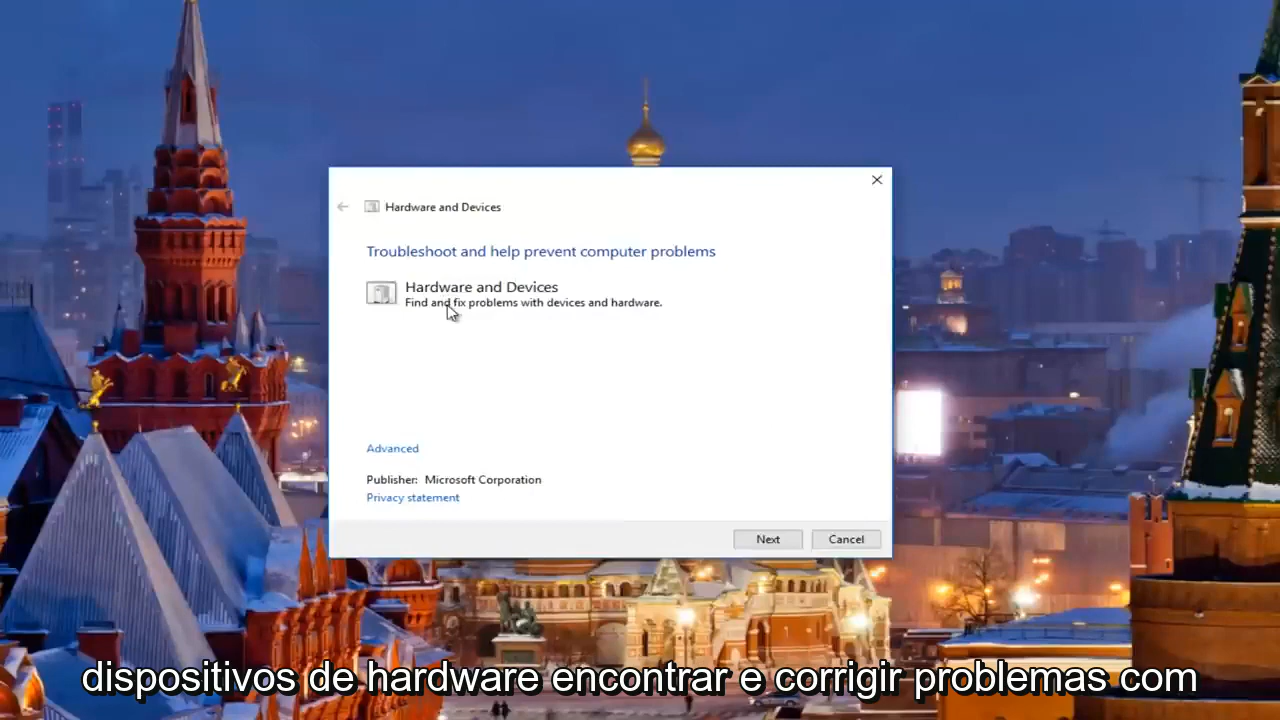 Hardware and Devices
Troubleshoot and help prevent computer problems
Hardware and Devices
Find and fix problems with devices and hardware.
Advanced
Publisher: Microsoft Corporation
Privacy statement
Next Cancel
dispositivos de hardware encontrar e corrigir problemas com